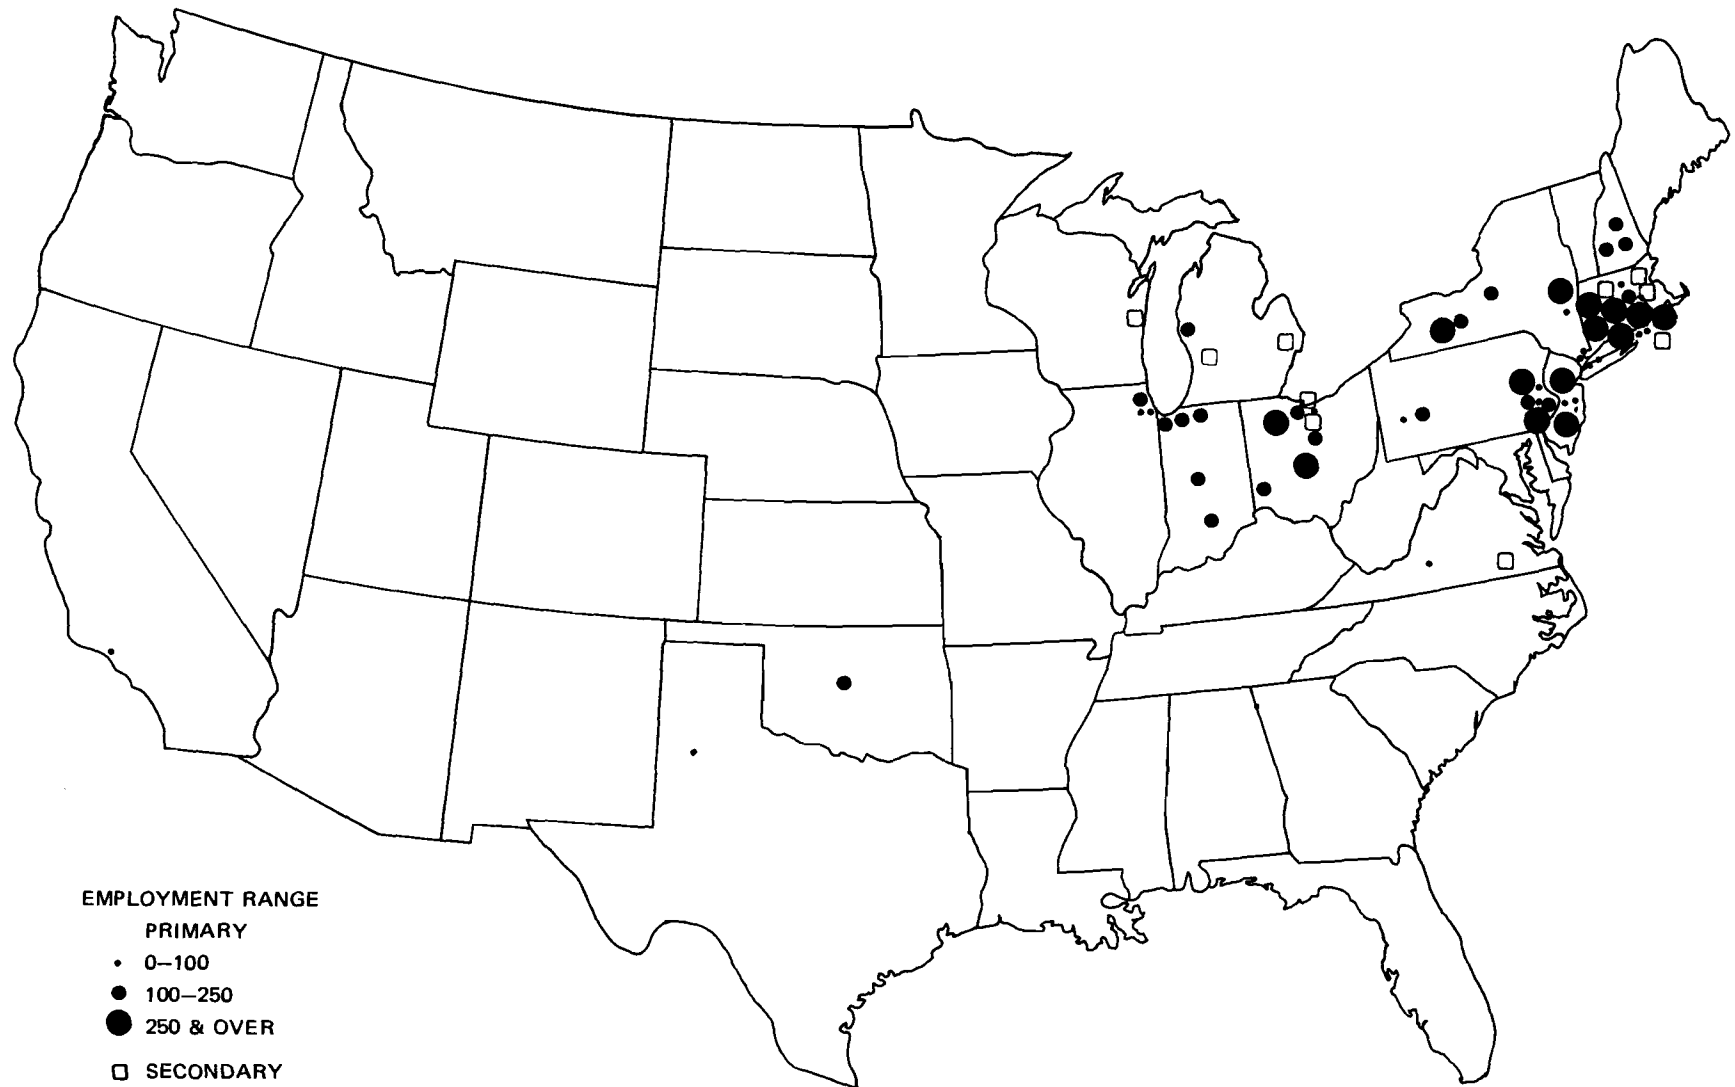 EMPLOYMENT RANGE
PRIMARY
0–100
100–250
250 & OVER
SECONDARY